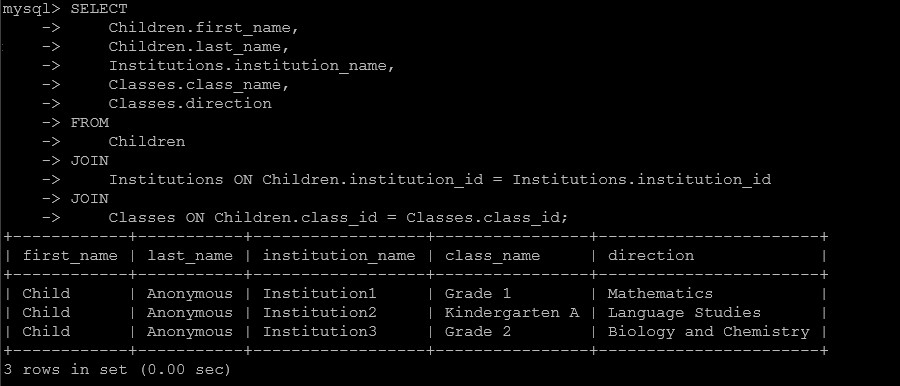 mysql> SELECT
    ->     Children.first_name,
    ->     Children.last_name,
    ->     Institutions.institution_name,
    ->     Classes.class_name,
    ->     Classes.direction
    -> FROM
    ->     Children
    -> JOIN
    ->     Institutions ON Children.institution_id = Institutions.institution_id
    -> JOIN
    ->     Classes ON Children.class_id = Classes.class_id;
+------------+-----------+------------------+----------------+-----------------------+
| first_name | last_name | institution_name | class_name     | direction             |
+------------+-----------+------------------+----------------+-----------------------+
| Child      | Anonymous | Institution1     | Grade 1        | Mathematics           |
| Child      | Anonymous | Institution2     | Kindergarten A | Language Studies      |
| Child      | Anonymous | Institution3     | Grade 2        | Biology and Chemistry |
+------------+-----------+------------------+----------------+-----------------------+
3 rows in set (0.00 sec)